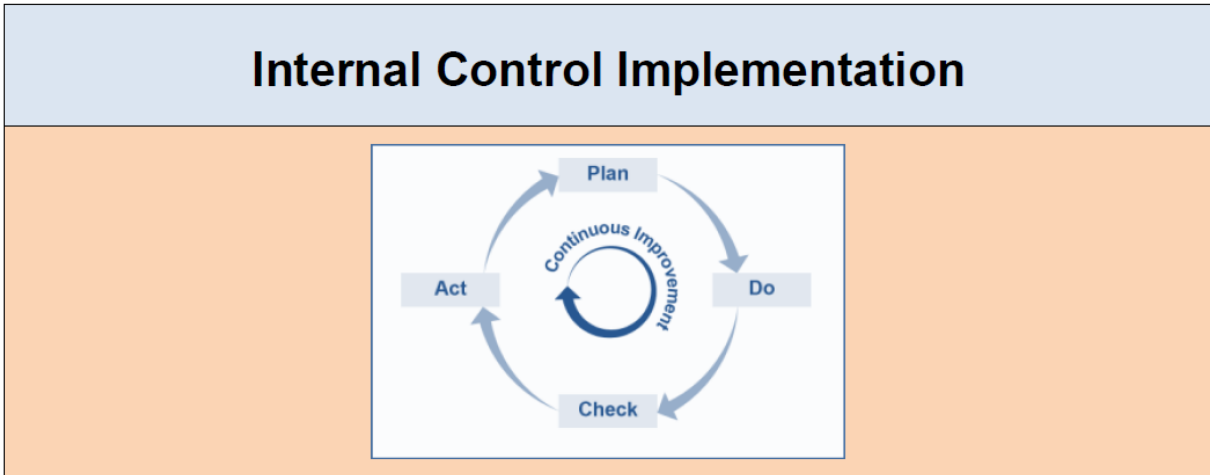 Internal Control Implementation
Plan
Continuous Improvement
Act
Do
Check